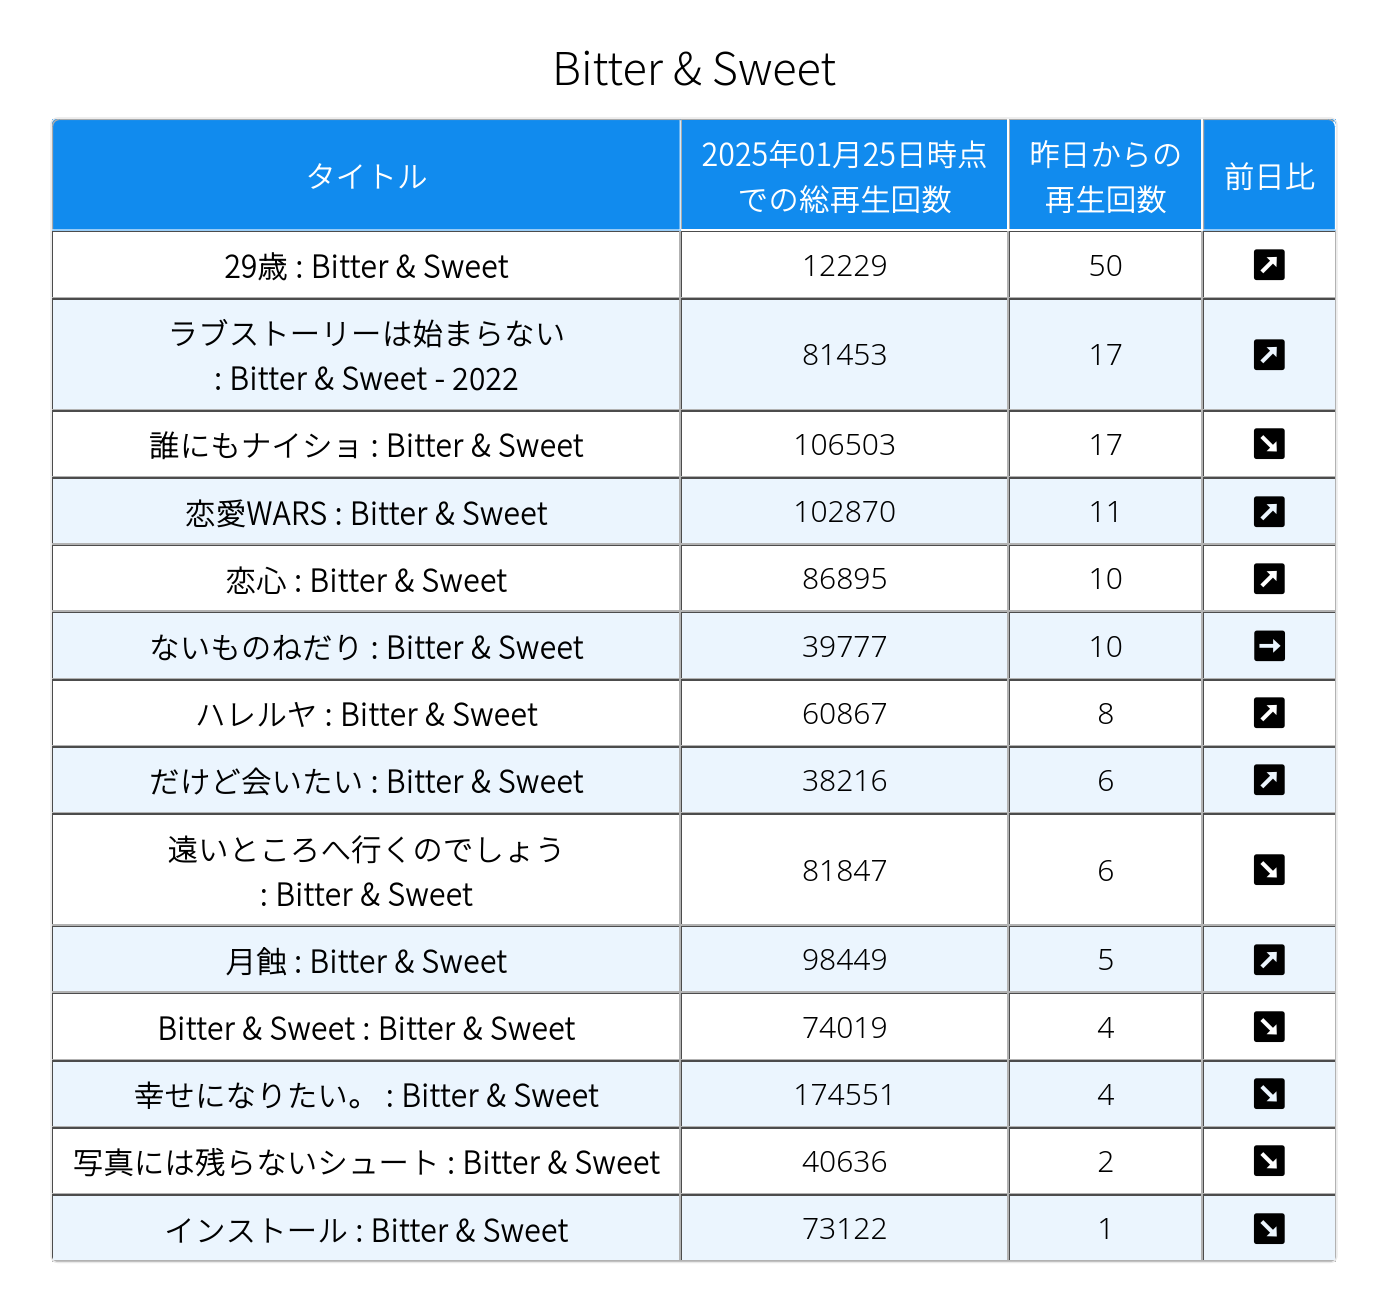 Bitter & Sweet
タイトル
2025年01月25日時点
での総再生回数
昨日からの
再生回数
前日比
29歳 : Bitter & Sweet 12229 50 ↗
ラブストーリーは始まらない
: Bitter & Sweet - 2022 81453 17 ↗
誰にもナイショ : Bitter & Sweet 106503 17 ↘
恋愛WARS : Bitter & Sweet 102870 11 ↗
恋心 : Bitter & Sweet 86895 10 ↗
ないものねだり : Bitter & Sweet 39777 10 →
ハレルヤ : Bitter & Sweet 60867 8 ↗
だけど会いたい : Bitter & Sweet 38216 6 ↗
遠いところへ行くのでしょう
: Bitter & Sweet 81847 6 ↘
月蝕 : Bitter & Sweet 98449 5 ↗
Bitter & Sweet : Bitter & Sweet 74019 4 ↘
幸せになりたい。 : Bitter & Sweet 174551 4 ↘
写真には残らないシュート : Bitter & Sweet 40636 2 ↘
インストール : Bitter & Sweet 73122 1 ↘